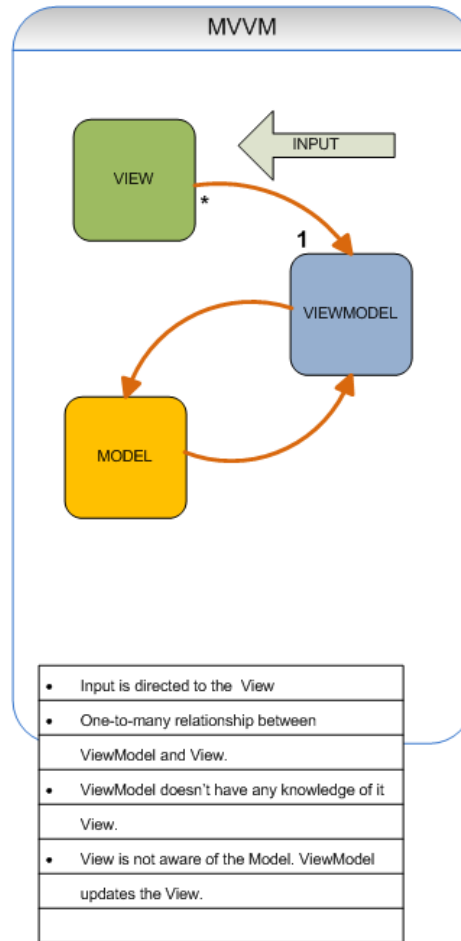 MVVM
INPUT
VIEW
*
1
VIEWMODEL
MODEL
• Input is directed to the View
• One-to-many relationship between
ViewModel and View.
• ViewModel doesn't have any knowledge of it
View.
• View is not aware of the Model. ViewModel
updates the View.